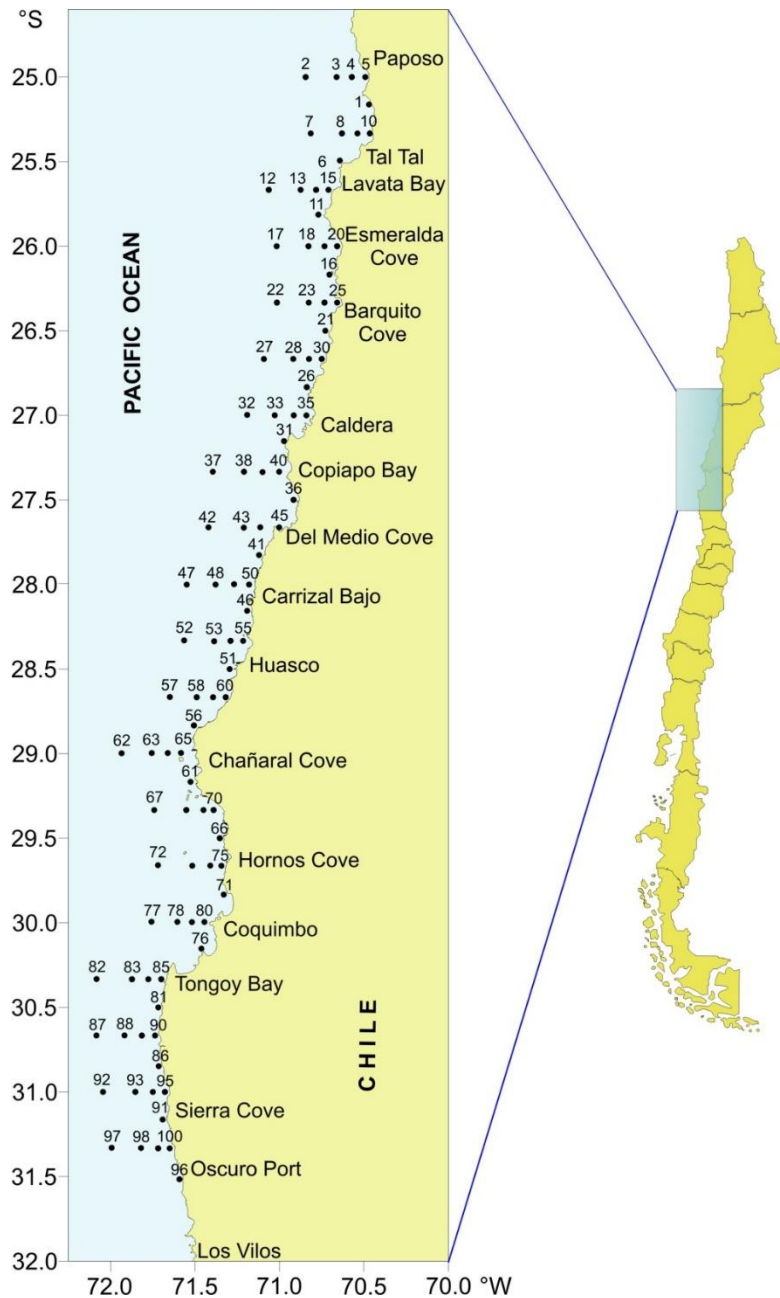 °S
Paposo
2 3 4 5
25.0
1
7 8 10
6 Tal Tal
25.5
12 13 15 Lavata Bay
11
17 18 20 Esmeralda
26.0
Cove
16
22 23 25
Barquito
21 Cove
26.5
27 28 30
26
32 33 35
27.0
Caldera
31
37 38 40
Copiapo Bay
36
27.5
42 43 45
Del Medio Cove
41
47 48 50
28.0
Carrizal Bajo
46
52 53 55
51 Huasco
28.5
57 58 60
56
62 63 65
29.0
Chañaral Cove
61
67 70
66
29.5
72 75 Hornos Cove
71
77 78 80
30.0
Coquimbo
76
82 83 85
Tongoy Bay
81
30.5
87 88 90
86
92 93 95
31.0
91 Sierra Cove
97 98 100
96 Oscuro Port
31.5
Los Vilos
32.0
72.0 71.5 71.0 70.5 70.0 °W
PACIFIC OCEAN
CHILE